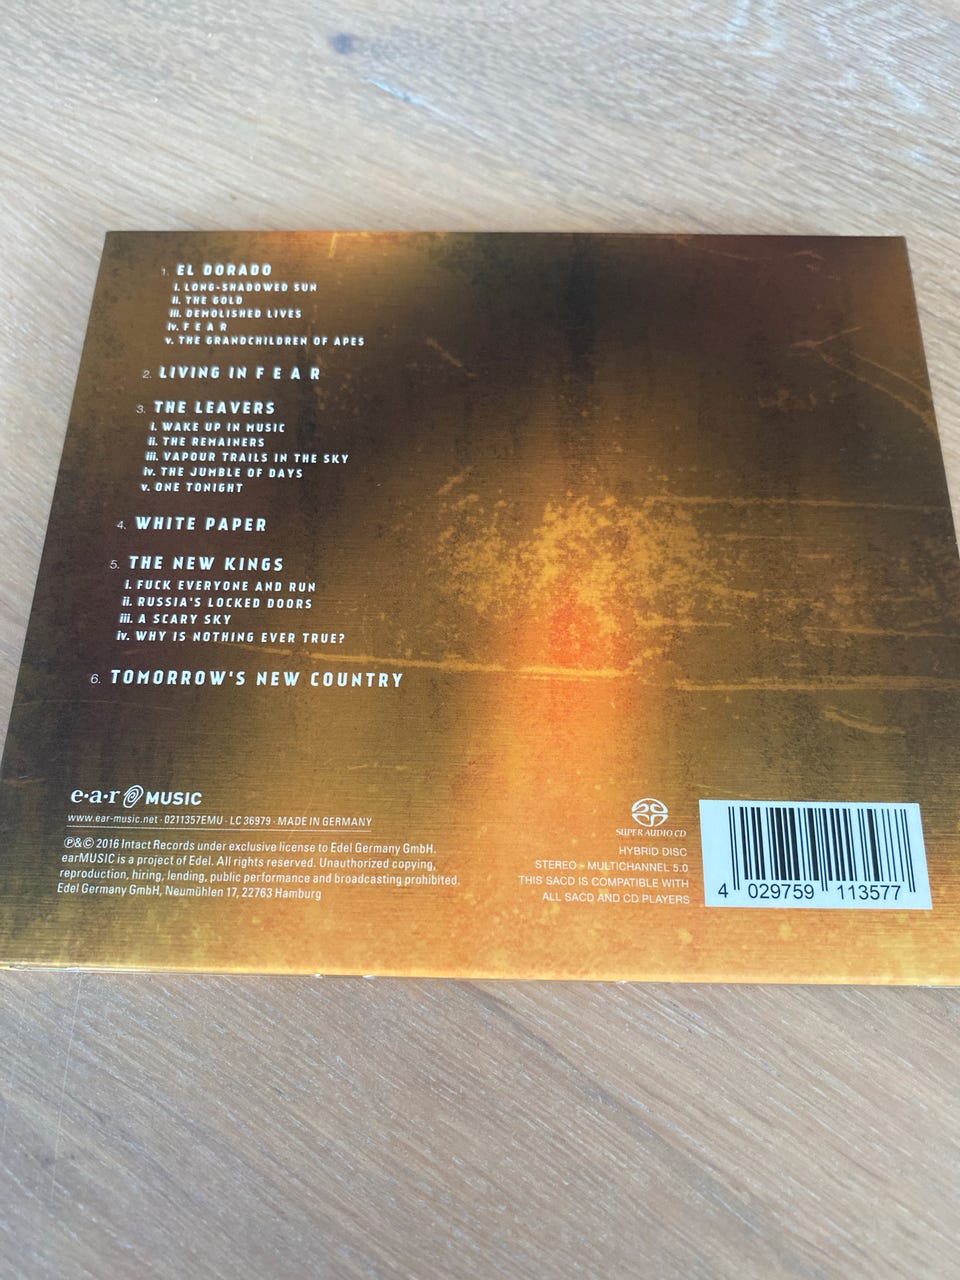 1. EL DORADO
i. LONG-SHADOWED SUN
ii. THE GOLD
iii. DEMOLISHED LIVES
iv. F E A R
v. THE GRANDCHILDREN OF APES
2. LIVING IN F E A R
3. THE LEAVERS
i. WAKE UP IN MUSIC
ii. THE REMAINERS
iii. VAPOUR TRAILS IN THE SKY
iv. THE JUMBLE OF DAYS
v. ONE TONIGHT
4. WHITE PAPER
5. THE NEW KINGS
i. FUCK EVERYONE AND RUN
ii. RUSSIA'S LOCKED DOORS
iii. A SCARY SKY
iv. WHY IS NOTHING EVER TRUE?
6. TOMORROW'S NEW COUNTRY
e·a·r MUSIC
www.ear-music.net · 0211357EMU · LC 36979 · MADE IN GERMANY
℗&© 2016 Intact Records under exclusive license to Edel Germany GmbH.
earMUSIC is a project of Edel. All rights reserved. Unauthorized copying,
reproduction, hiring, lending, public performance and broadcasting prohibited.
Edel Germany GmbH, Neumühlen 17, 22763 Hamburg
SUPER AUDIO CD
HYBRID DISC
STEREO - MULTICHANNEL 5.0
THIS SACD IS COMPATIBLE WITH
ALL SACD AND CD PLAYERS
4 029759 113577